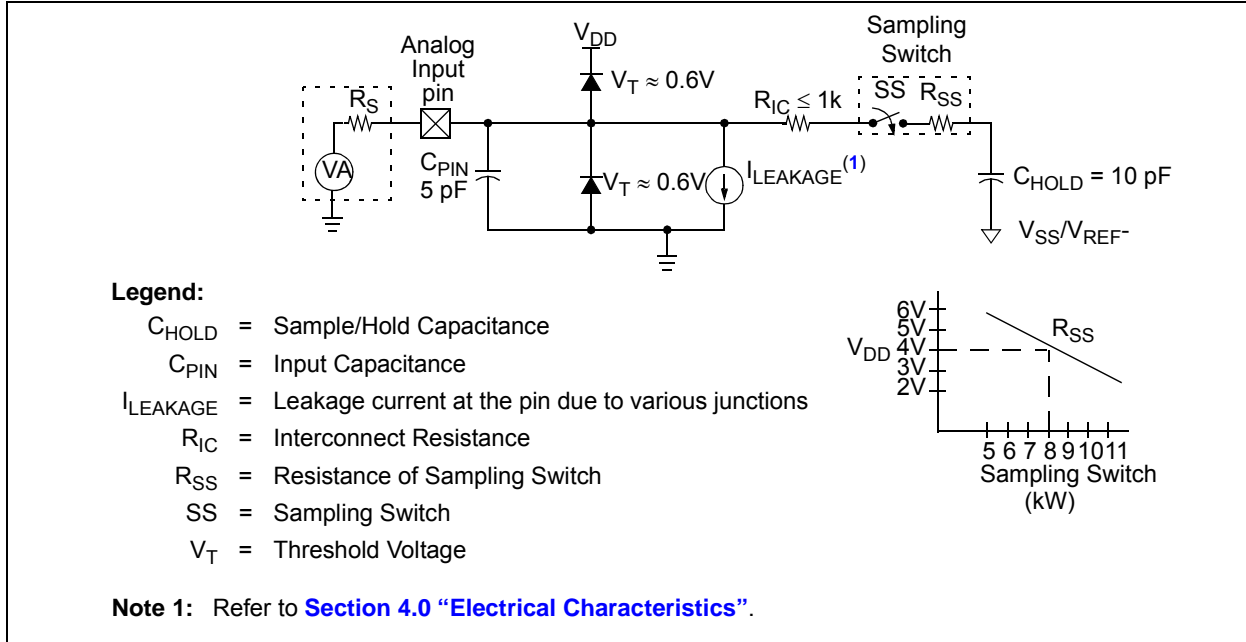 Analog
Input
pin
V_DD
Sampling
Switch
R_S
V_T ≈ 0.6V
R_IC ≤ 1k
SS
R_SS
VA
C_PIN
5 pF
V_T ≈ 0.6V
I_LEAKAGE(1)
C_HOLD = 10 pF
V_SS/V_REF-
Legend:
C_HOLD = Sample/Hold Capacitance
C_PIN = Input Capacitance
I_LEAKAGE = Leakage current at the pin due to various junctions
R_IC = Interconnect Resistance
R_SS = Resistance of Sampling Switch
SS = Sampling Switch
V_T = Threshold Voltage
6V
5V
V_DD 4V
3V
2V
R_SS
5 6 7 8 9 10 11
Sampling Switch
(kW)
Note 1: Refer to Section 4.0 “Electrical Characteristics”.